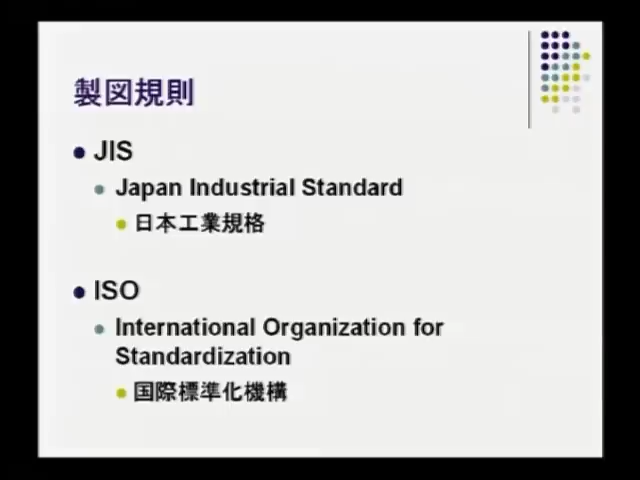 製図規則
JIS
Japan Industrial Standard
日本工業規格
ISO
International Organization for
Standardization
国際標準化機構